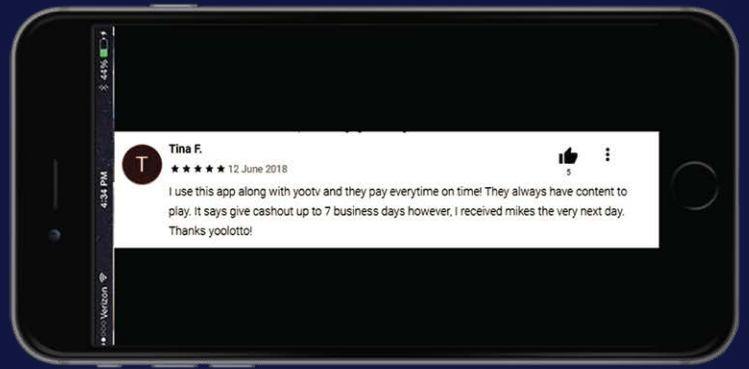 44%
4:34 PM
Verizon
T
Tina F.
★★★★★ 12 June 2018
5
I use this app along with yootv and they pay everytime on time! They always have content to
play. It says give cashout up to 7 business days however, I received mikes the very next day.
Thanks yoolotto!